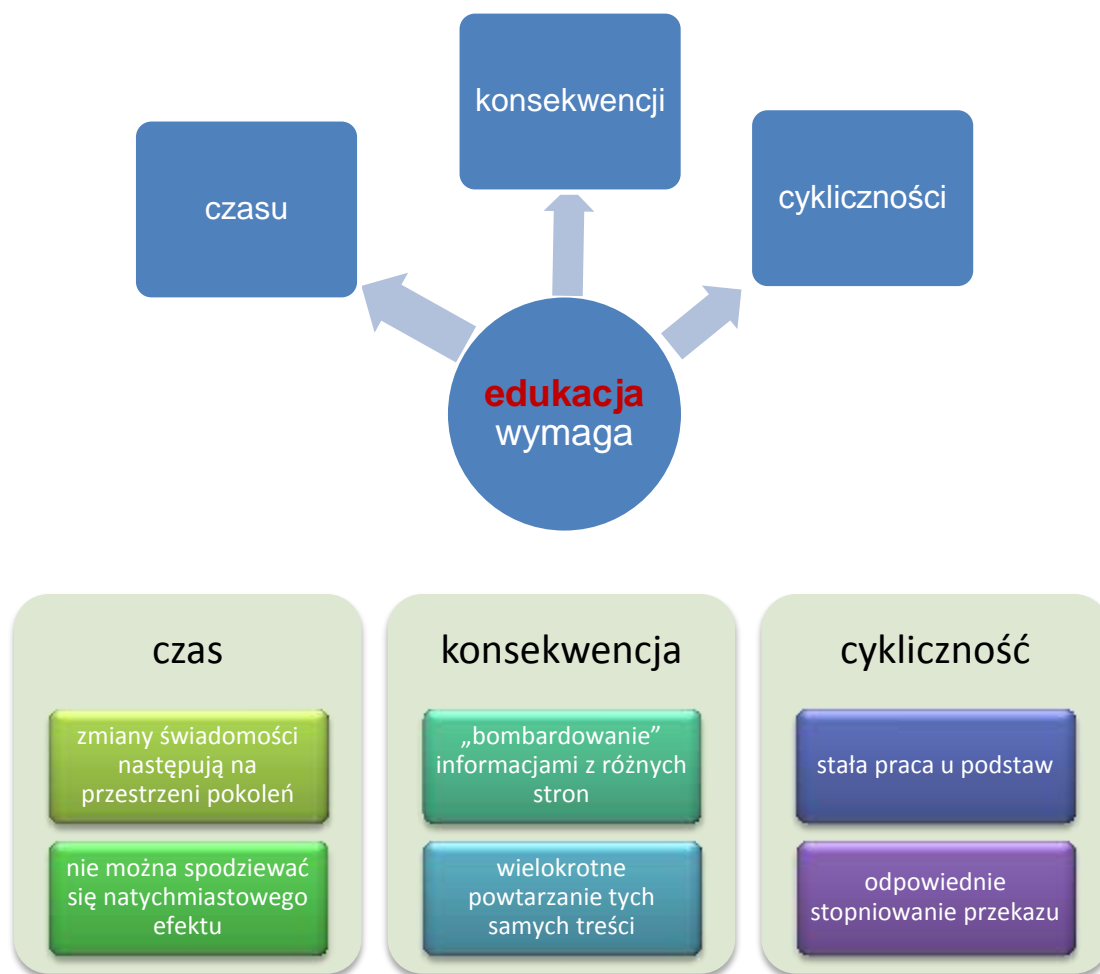 konsekwencji
czasu
cykliczności
edukacja
wymaga
czas
zmiany świadomości
następują na
przestrzeni pokoleń
nie można spodziewać
się natychmiastowego
efektu
konsekwencja
„bombardowanie”
informacjami z różnych
stron
wielokrotne
powtarzanie tych
samych treści
cykliczność
stała praca u podstaw
odpowiednie
stopniowanie przekazu